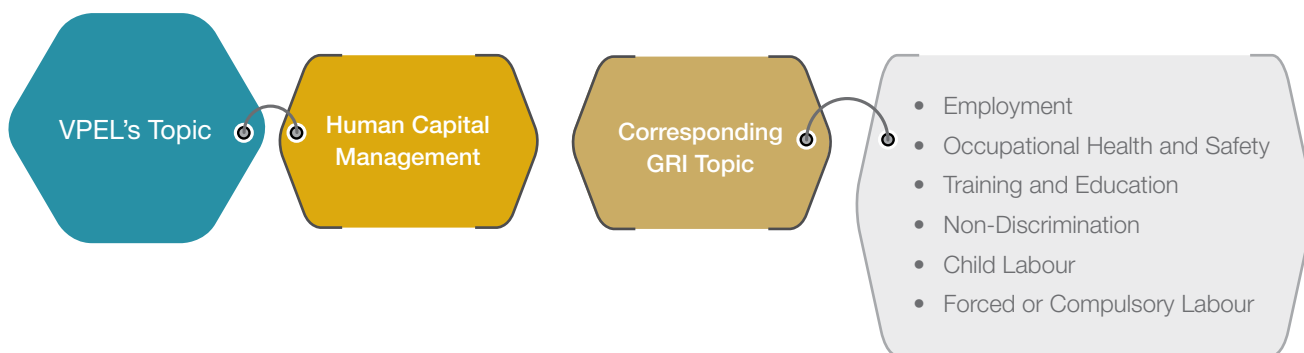 VPEL's Topic
Human Capital
Management
Corresponding
GRI Topic
• Employment
• Occupational Health and Safety
• Training and Education
• Non-Discrimination
• Child Labour
• Forced or Compulsory Labour